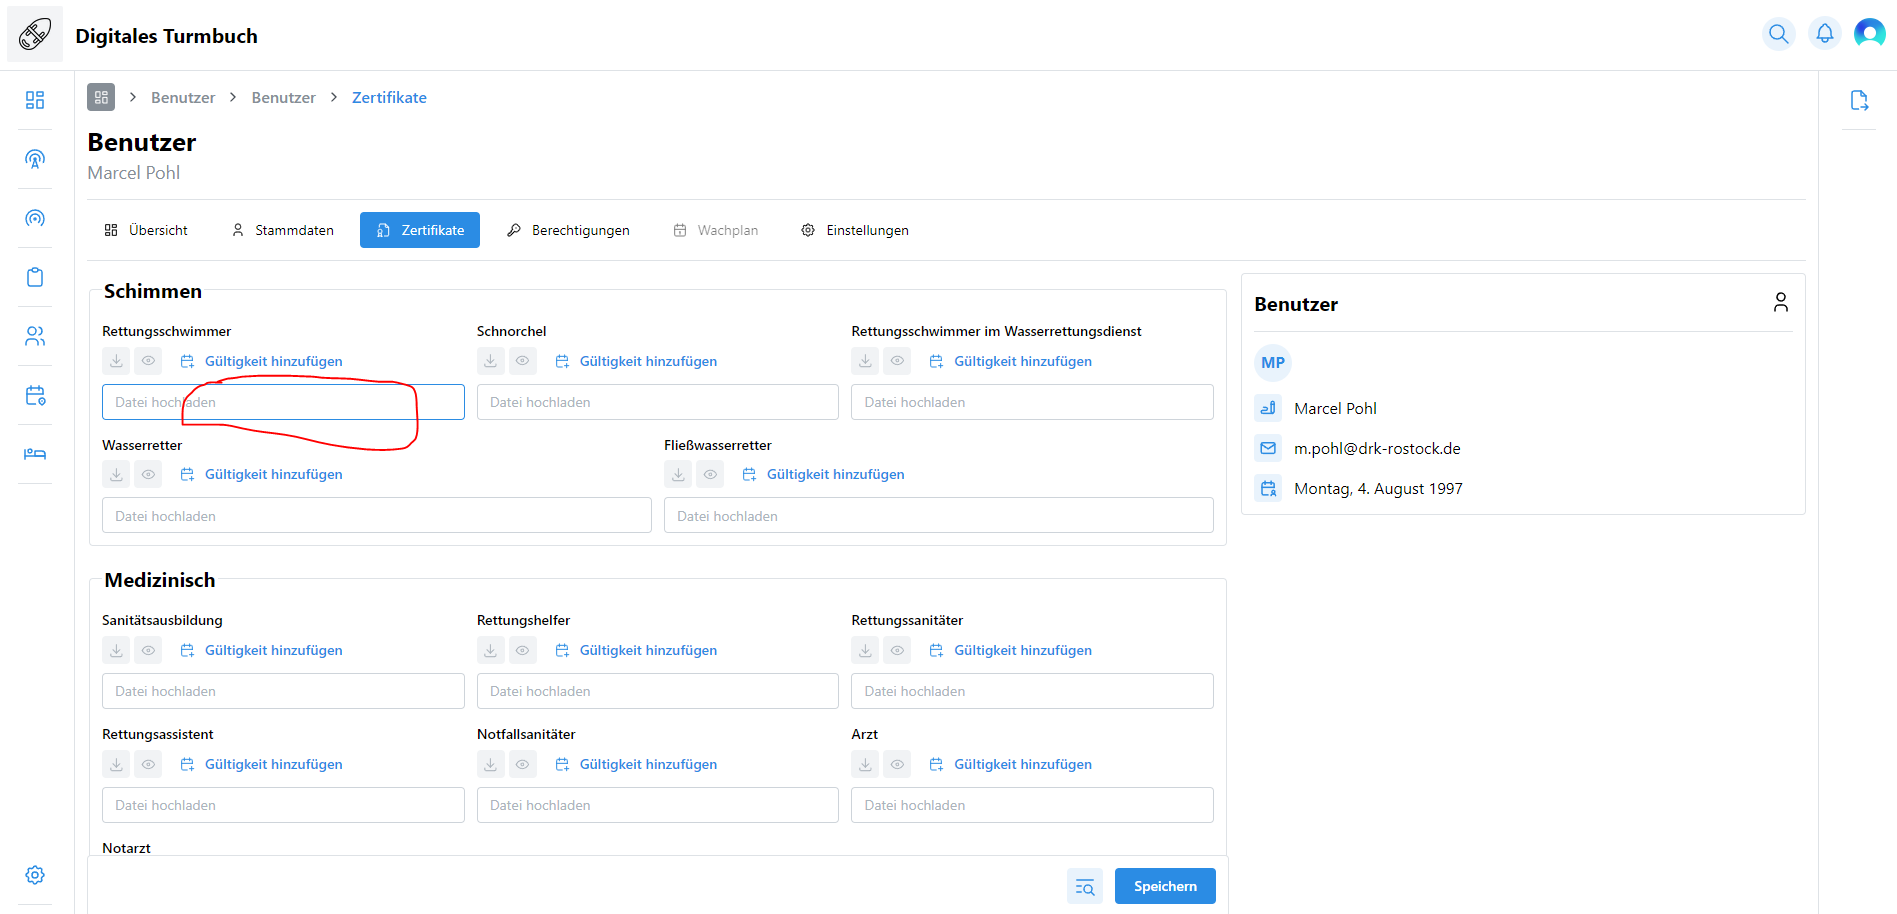 Digitales Turmbuch
Benutzer > Benutzer > Zertifikate
Benutzer
Marcel Pohl
Übersicht Stammdaten Zertifikate Berechtigungen Wachplan Einstellungen
Schimmen
Rettungsschwimmer Schnorchel Rettungsschwimmer im Wasserrettungsdienst
Gültigkeit hinzufügen Gültigkeit hinzufügen Gültigkeit hinzufügen
Datei hochladen Datei hochladen Datei hochladen
Wasserretter Fließwasserretter
Gültigkeit hinzufügen Gültigkeit hinzufügen
Datei hochladen Datei hochladen
Medizinisch
Sanitätsausbildung Rettungshelfer Rettungssanitäter
Gültigkeit hinzufügen Gültigkeit hinzufügen Gültigkeit hinzufügen
Datei hochladen Datei hochladen Datei hochladen
Rettungsassistent Notfallsanitäter Arzt
Gültigkeit hinzufügen Gültigkeit hinzufügen Gültigkeit hinzufügen
Datei hochladen Datei hochladen Datei hochladen
Notarzt
Speichern
Benutzer
MP
Marcel Pohl
m.pohl@drk-rostock.de
Montag, 4. August 1997